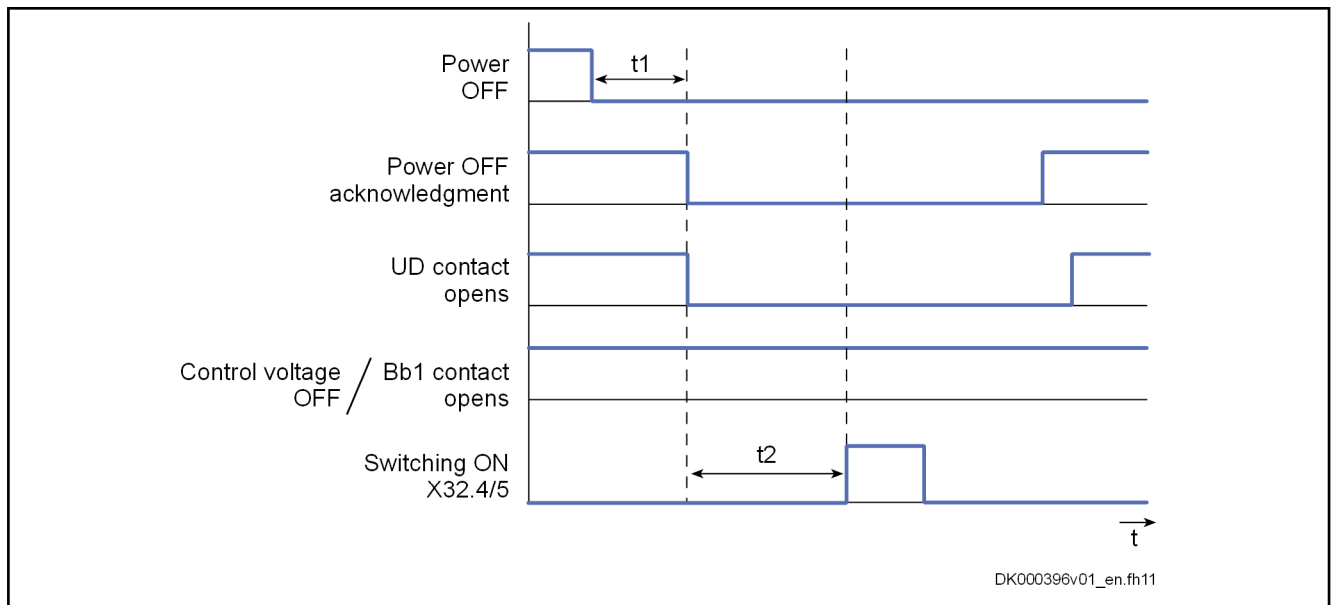 Power
OFF
t1
Power OFF
acknowledgment
UD contact
opens
Control voltage
OFF
/
Bb1 contact
opens
Switching ON
X32.4/5
t2
t
DK000396v01_en.fh11